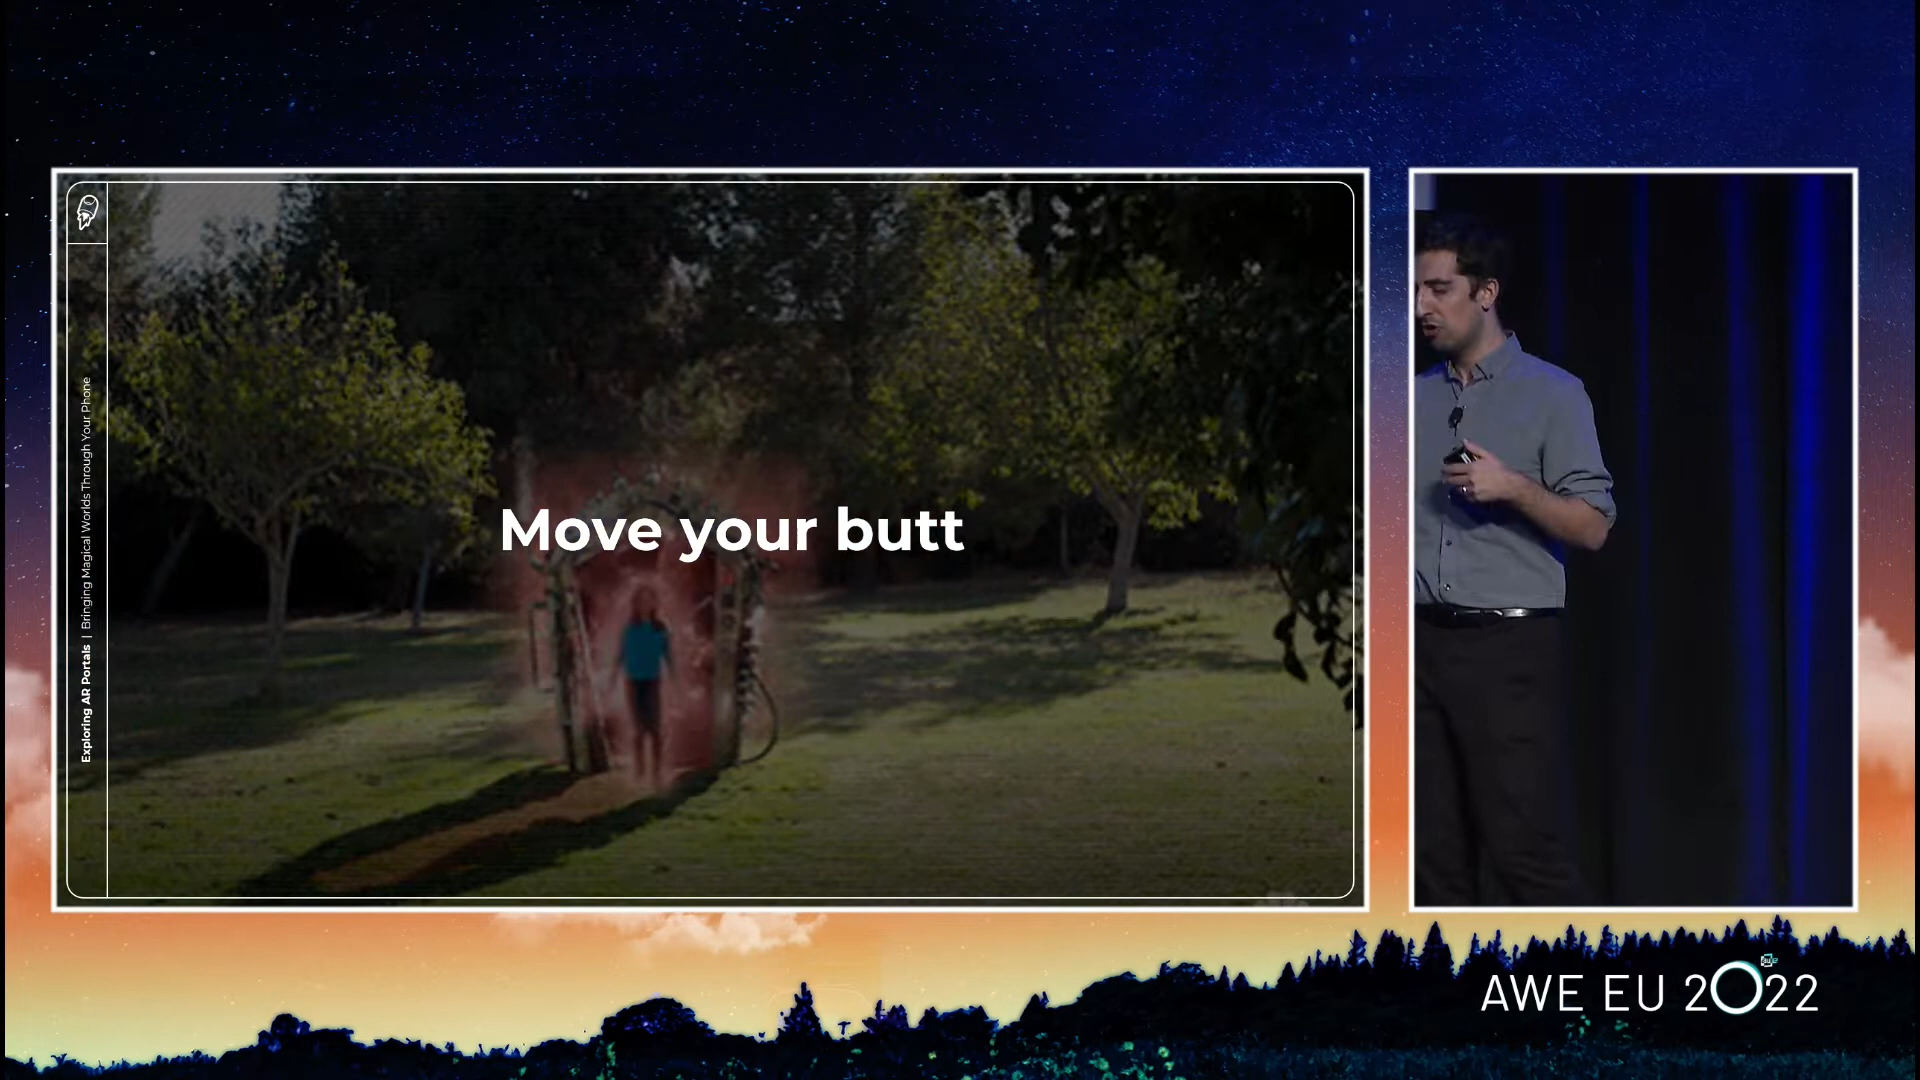 Exploring AR Portals | Bringing Magical Worlds Through Your Phone
Move your butt
AWE EU 2022